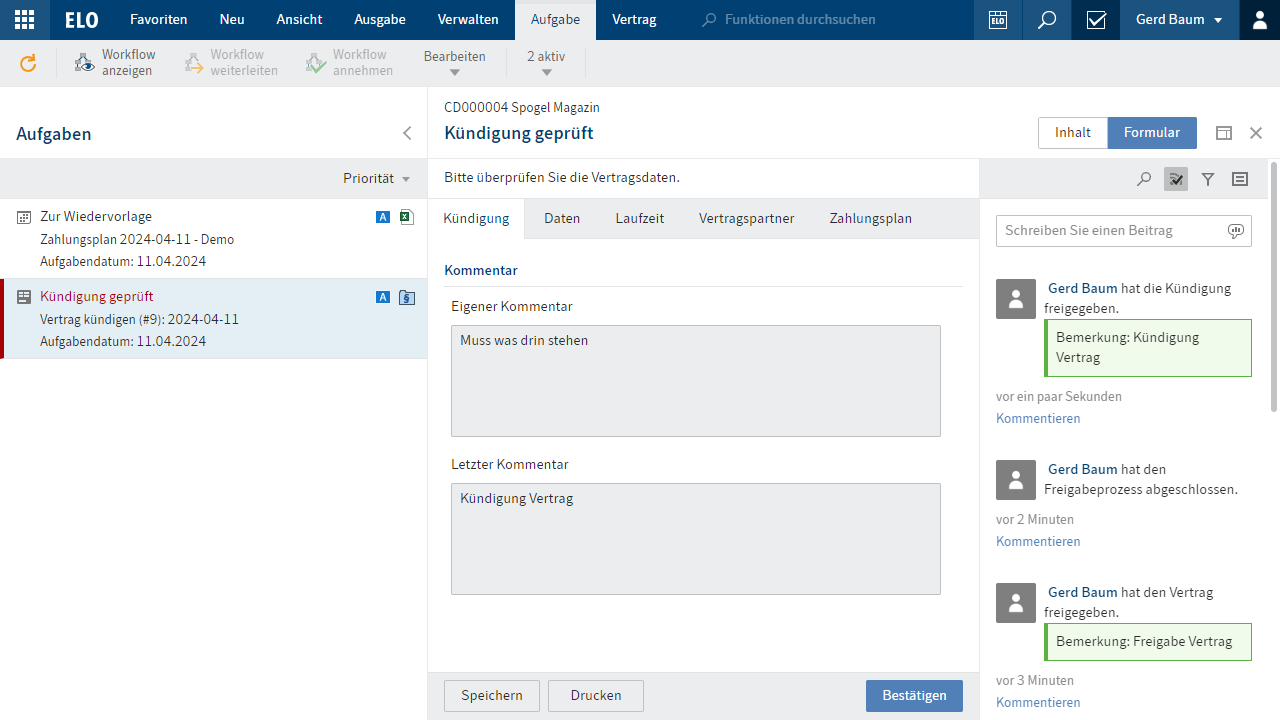 ELO Favoriten Neu Ansicht Ausgabe Verwalten Aufgabe Vertrag Funktionen durchsuchen ELO Gerd Baum
Workflow anzeigen
Workflow weiterleiten
Workflow annehmen
Bearbeiten
2 aktiv
Aufgaben
Priorität
Zur Wiedervorlage A
Zahlungsplan 2024-04-11 - Demo
Aufgabendatum: 11.04.2024
Kündigung geprüft A §
Vertrag kündigen (#9): 2024-04-11
Aufgabendatum: 11.04.2024
CD000004 Spogel Magazin
Kündigung geprüft
Inhalt Formular
Bitte überprüfen Sie die Vertragsdaten.
Kündigung Daten Laufzeit Vertragspartner Zahlungsplan
Kommentar
Eigener Kommentar
Muss was drin stehen
Letzter Kommentar
Kündigung Vertrag
Speichern Drucken Bestätigen
Schreiben Sie einen Beitrag
Gerd Baum hat die Kündigung
freigegeben.
Bemerkung: Kündigung
Vertrag
vor ein paar Sekunden
Kommentieren
Gerd Baum hat den
Freigabeprozess abgeschlossen.
vor 2 Minuten
Kommentieren
Gerd Baum hat den Vertrag
freigegeben.
Bemerkung: Freigabe Vertrag
vor 3 Minuten
Kommentieren